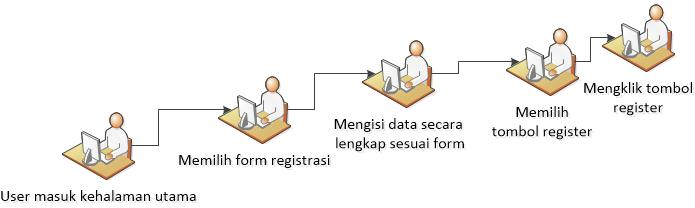 User masuk kehalaman utama
Memilih form registrasi
Mengisi data secara
lengkap sesuai form
Memilih
tombol register
Mengklik tombol
register